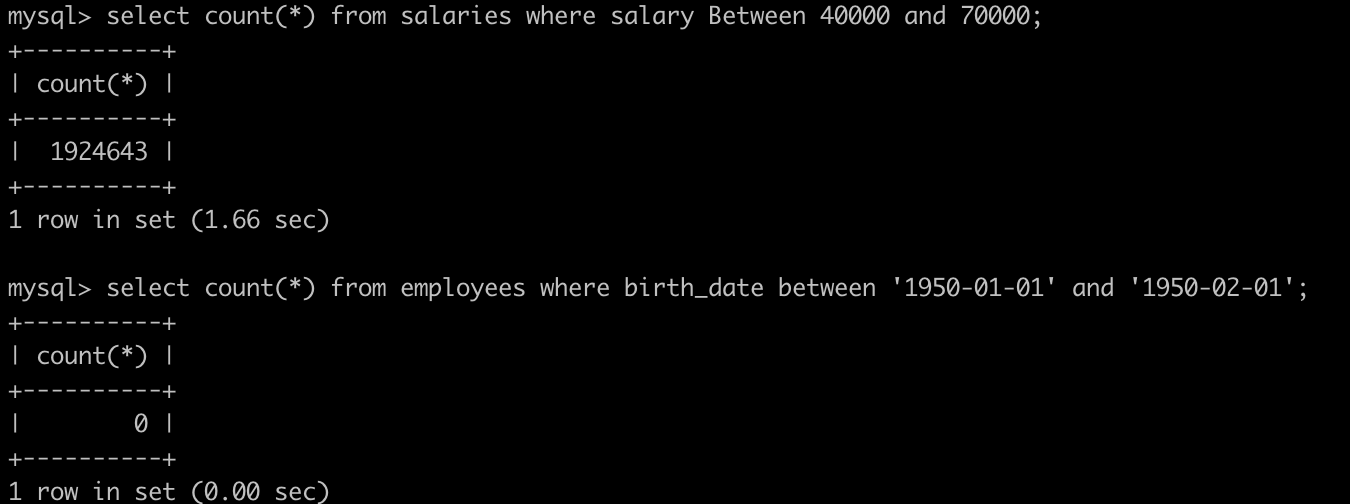 mysql> select count(*) from salaries where salary Between 40000 and 70000;
+----------+
| count(*) |
+----------+
|  1924643 |
+----------+
1 row in set (1.66 sec)

mysql> select count(*) from employees where birth_date between '1950-01-01' and '1950-02-01';
+----------+
| count(*) |
+----------+
|        0 |
+----------+
1 row in set (0.00 sec)